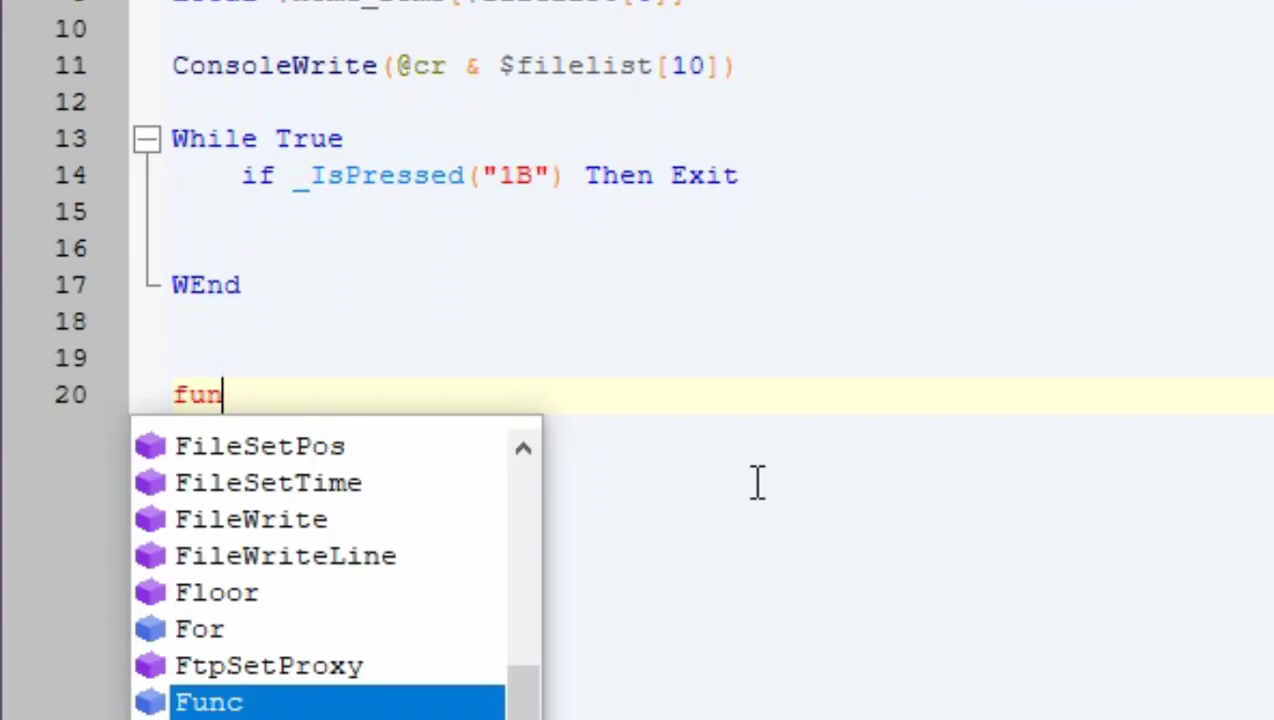 10
11 ConsoleWrite(@cr & $filelist[10])
12
13 While True
14 if _IsPressed("1B") Then Exit
15
16
17 WEnd
18
19
20 fun
FileSetPos
FileSetTime
FileWrite
FileWriteLine
Floor
For
FtpSetProxy
Func